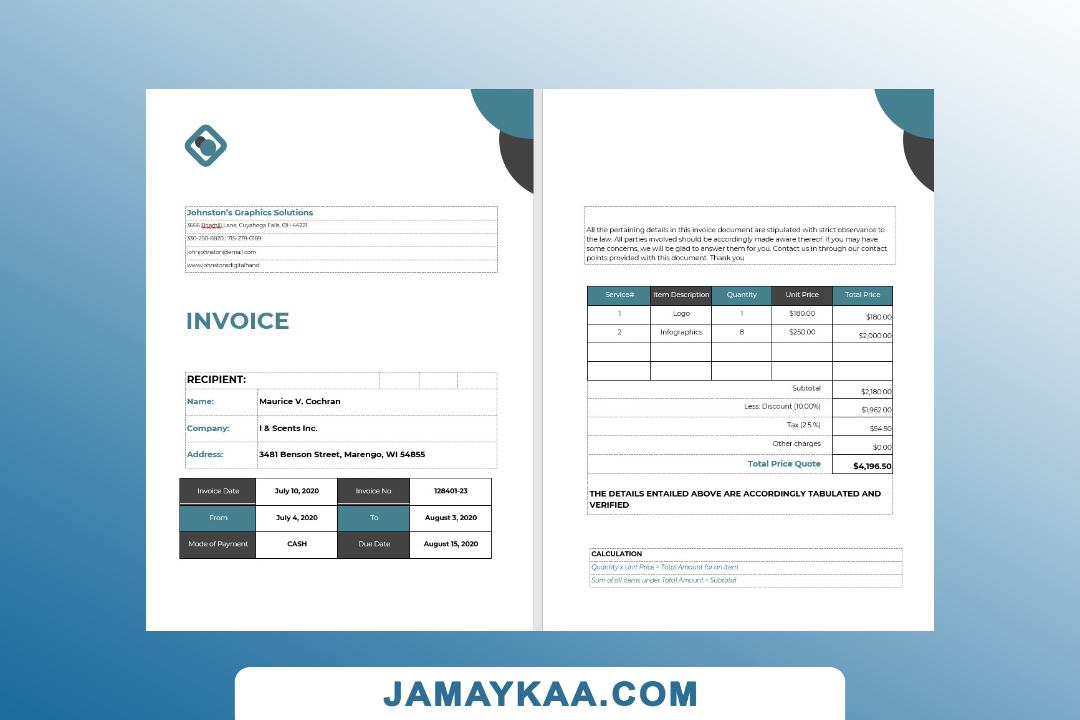 Johnston's Graphics Solutions
3666 Boxchill Lane, Cuyahoga Falls, OH 44221
330-250-8820 ; 715-279-0189
johnjohnston@email.com
www.johnstonsdigitalhand
INVOICE
RECIPIENT:
Name: Maurice V. Cochran
Company: I & Scents Inc.
Address: 3481 Benson Street, Marengo, WI 54855
Invoice Date July 10, 2020 Invoice No. 128401-23
From July 4, 2020 To August 3, 2020
Mode of Payment CASH Due Date August 15, 2020
All the pertaining details in this invoice document are stipulated with strict observance to
the law. All parties involved should be accordingly made aware thereof. If you may have
some concerns, we will be glad to answer them for you. Contact us in through our contact
points provided with this document. Thank you
Service# Item Description Quantity Unit Price Total Price
1 Logo 1 $180.00 $180.00
2 Infographics 8 $250.00 $2,000.00
Subtotal $2,180.00
Less: Discount (10.00%) $1,962.00
Tax (2.5 %) $54.50
Other charges $0.00
Total Price Quote $4,196.50
THE DETAILS ENTAILED ABOVE ARE ACCORDINGLY TABULATED AND
VERIFIED
CALCULATION
Quantity x Unit Price = Total Amount for an Item
Sum of all items under Total Amount = Subtotal
JAMAYKAA.COM